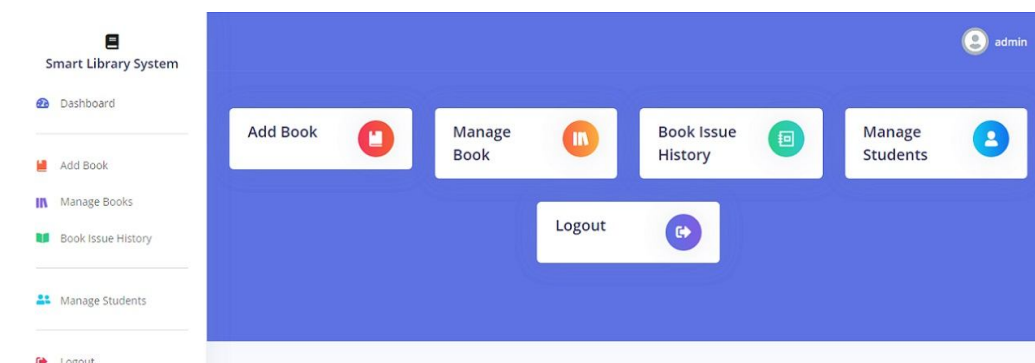 Smart Library System
Dashboard
Add Book
Manage Books
Book Issue History
Manage Students
Logout
admin
Add Book
Manage
Book
Book Issue
History
Manage
Students
Logout